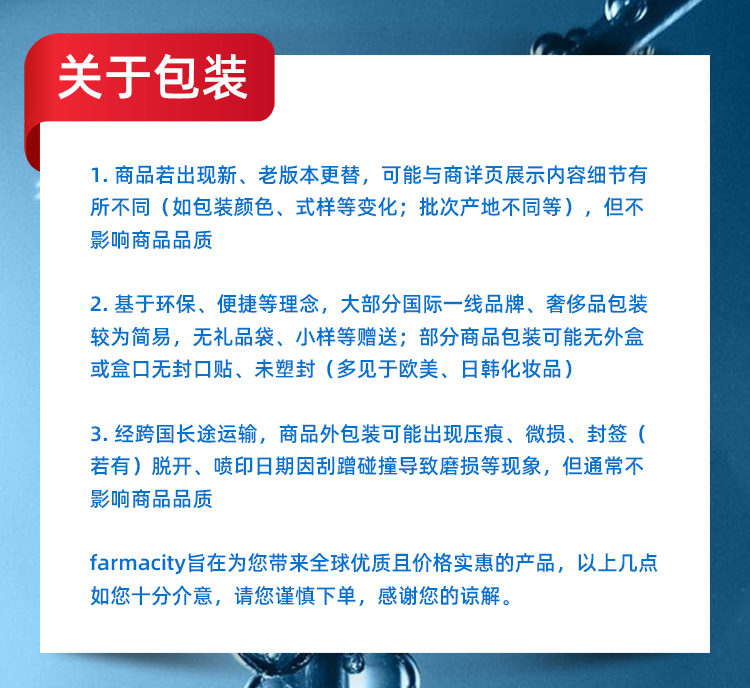 关于包装
1. 商品若出现新、老版本更替，可能与商详页展示内容细节有
所不同（如包装颜色、式样等变化；批次产地不同等），但不
影响商品品质
2. 基于环保、便捷等理念，大部分国际一线品牌、奢侈品包装
较为简易，无礼品袋、小样等赠送；部分商品包装可能无外盒
或盒口无封口贴、未塑封（多见于欧美、日韩化妆品）
3. 经跨国长途运输，商品外包装可能出现压痕、微损、封签（
若有）脱开、喷印日期因刮蹭碰撞导致磨损等现象，但通常不
影响商品品质
farmacity旨在为您带来全球优质且价格实惠的产品，以上几点
如您十分介意，请您谨慎下单，感谢您的谅解。